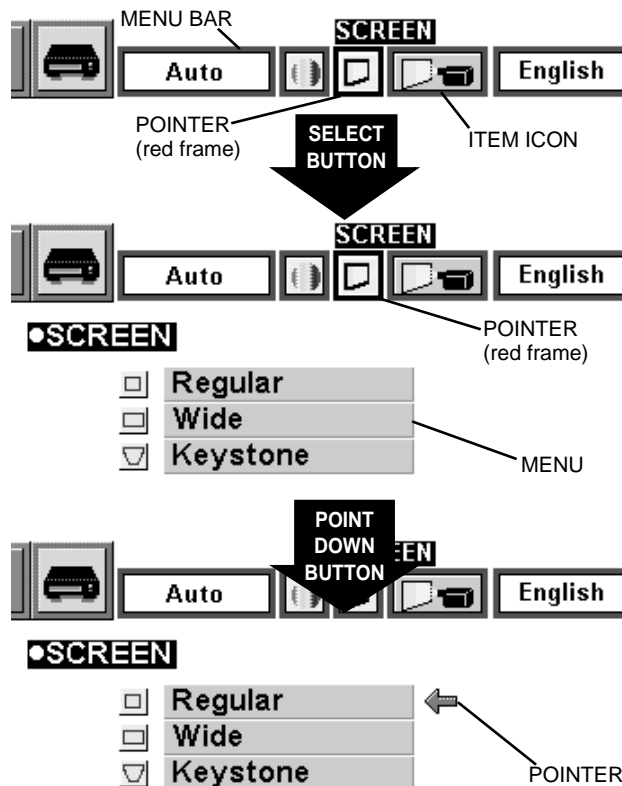 MENU BAR
SCREEN
Auto
English
POINTER
(red frame)
SELECT
BUTTON
ITEM ICON
SCREEN
Auto
English
POINTER
(red frame)
●SCREEN
Regular
Wide
Keystone
MENU
POINT
DOWN
BUTTON
EEN
Auto
English
●SCREEN
Regular
Wide
Keystone
POINTER